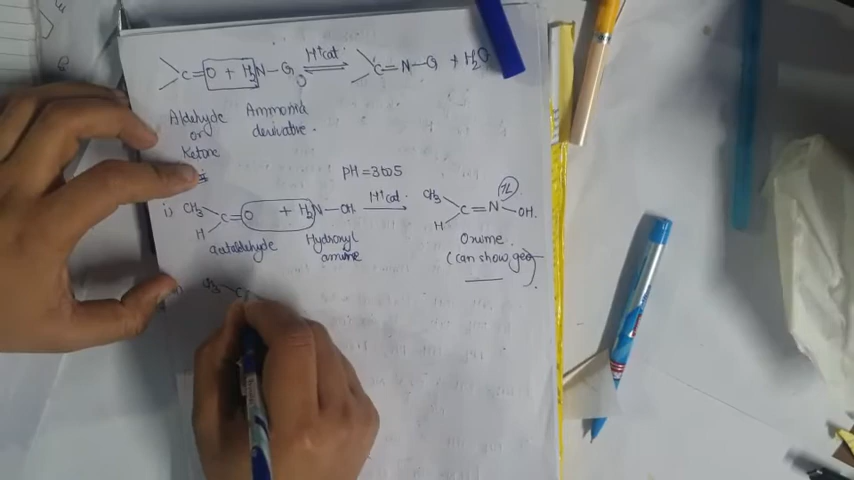 C=O + H2N-G ⇌ (H⁺cat.) C=N-G + H2O
Aldehyde or Ketone
Ammonia derivative.
pH=3 to 5
i) CH3 C=O + H2N-OH → (H⁺cat.) CH3 C=N-OH.
H H
acetaldehyde Hydroxyl amine Oxime.
(can show geo)
CH3-C